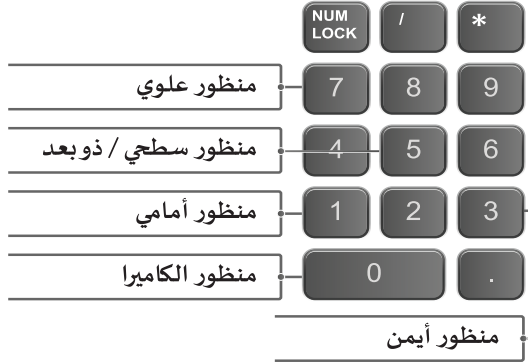 NUM LOCK / *
منظور علوي 7 8 9
منظور سطحي / ذو بعد 4 5 6
منظور أمامي 1 2 3
منظور الكاميرا 0 .
منظور أيمن